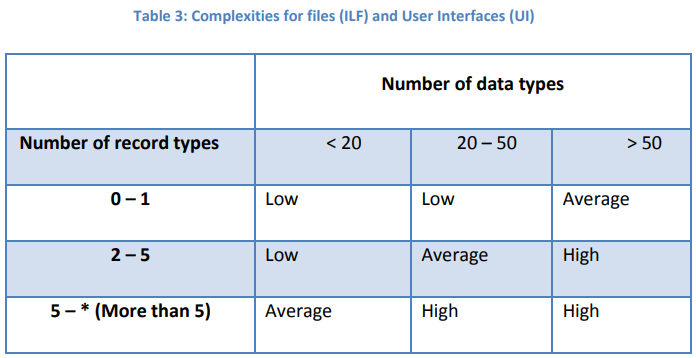 Table 3: Complexities for files (ILF) and User Interfaces (UI)
Number of data types
Number of record types < 20 20 – 50 > 50
0 – 1 Low Low Average
2 – 5 Low Average High
5 – * (More than 5) Average High High